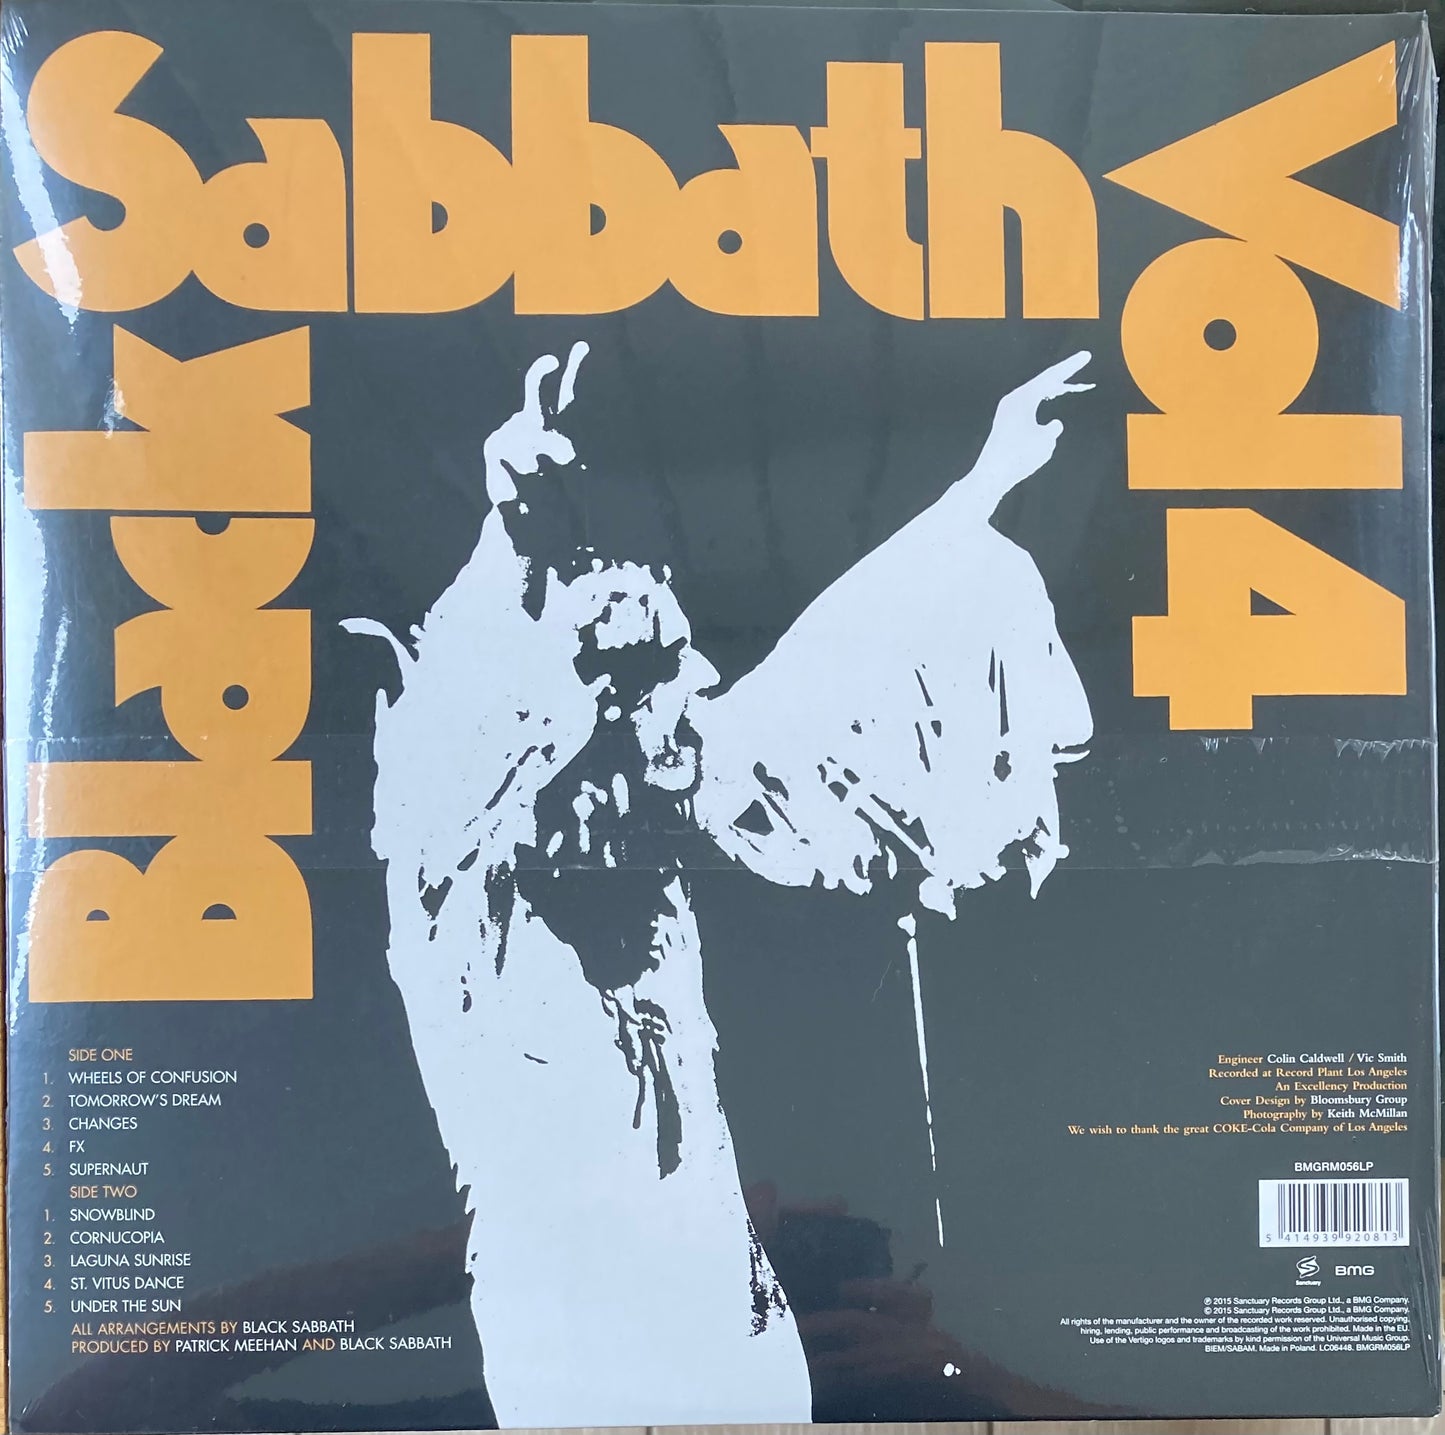 Black Sabbath Vol 4
SIDE ONE
1. WHEELS OF CONFUSION
2. TOMORROW'S DREAM
3. CHANGES
4. FX
5. SUPERNAUT
SIDE TWO
1. SNOWBLIND
2. CORNUCOPIA
3. LAGUNA SUNRISE
4. ST. VITUS DANCE
5. UNDER THE SUN
ALL ARRANGEMENTS BY BLACK SABBATH
PRODUCED BY PATRICK MEEHAN AND BLACK SABBATH
Engineer Colin Caldwell / Vic Smith
Recorded at Record Plant Los Angeles
An Excellency Production
Cover Design by Bloomsbury Group
Photography by Keith McMillan
We wish to thank the great COKE-Cola Company of Los Angeles
BMGRM056LP
5 414939 920813
Sanctuary BMG
℗ 2015 Sanctuary Records Group Ltd., a BMG Company.
© 2015 Sanctuary Records Group Ltd., a BMG Company.
All rights of the manufacturer and the owner of the recorded work reserved. Unauthorised copying,
hiring, lending, public performance and broadcasting of the work prohibited. Made in the EU.
Use of the Vertigo logos and trademarks by kind permission of the Universal Music Group.
BIEM/SABAM. Made in Poland. LC06448. BMGRM056LP